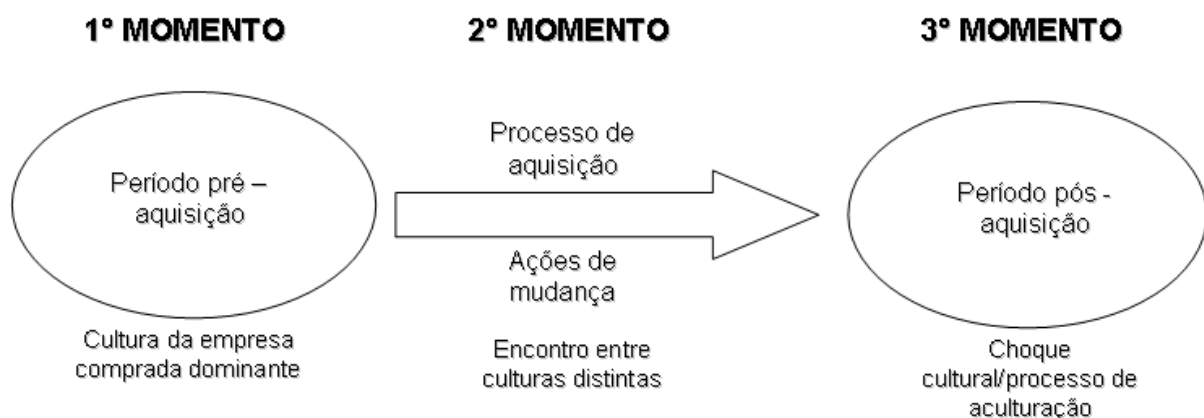 1° MOMENTO
2° MOMENTO
3° MOMENTO
Período pré –
aquisição
Cultura da empresa
comprada dominante
Processo de
aquisição
Ações de
mudança
Encontro entre
culturas distintas
Período pós -
aquisição
Choque
cultural/processo de
aculturação